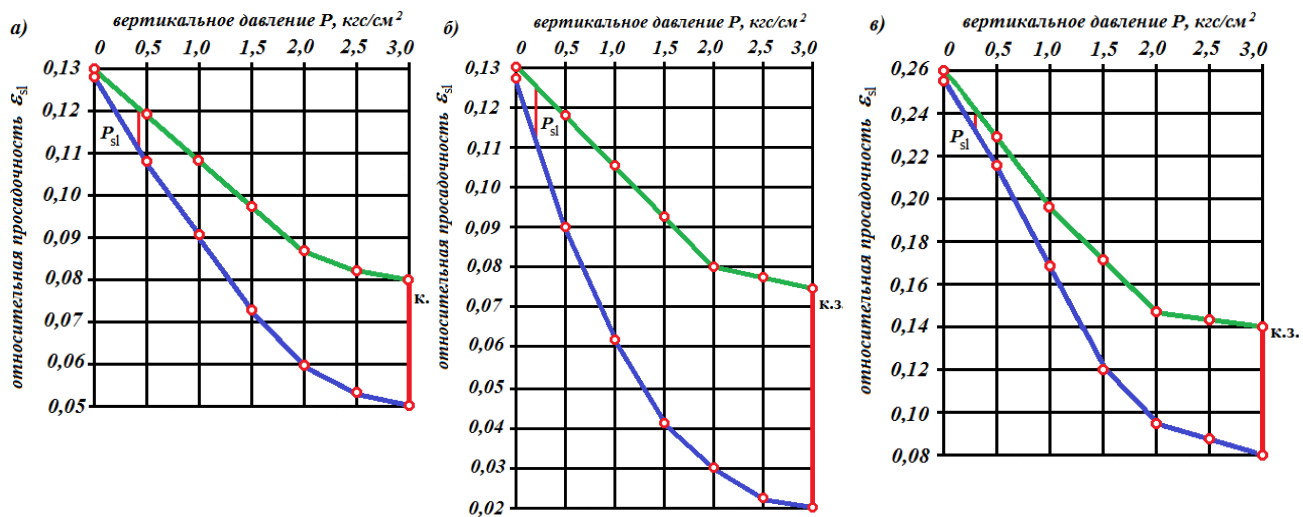 а)
вертикальное давление P, кгс/см²
0 0,5 1,0 1,5 2,0 2,5 3,0
относительная просадочность ε_sl
0,13
0,12
0,11
0,10
0,09
0,08
0,07
0,06
0,05
P_sl
к.
б)
вертикальное давление P, кгс/см²
0 0,5 1,0 1,5 2,0 2,5 3,0
относительная просадочность ε_sl
0,13
0,12
0,11
0,10
0,09
0,08
0,07
0,06
0,05
0,04
0,03
0,02
P_sl
к.з.
в)
вертикальное давление P, кгс/см²
0 0,5 1,0 1,5 2,0 2,5 3,0
относительная просадочность ε_sl
0,26
0,24
0,22
0,20
0,18
0,16
0,14
0,12
0,10
0,08
P_sl
к.з.